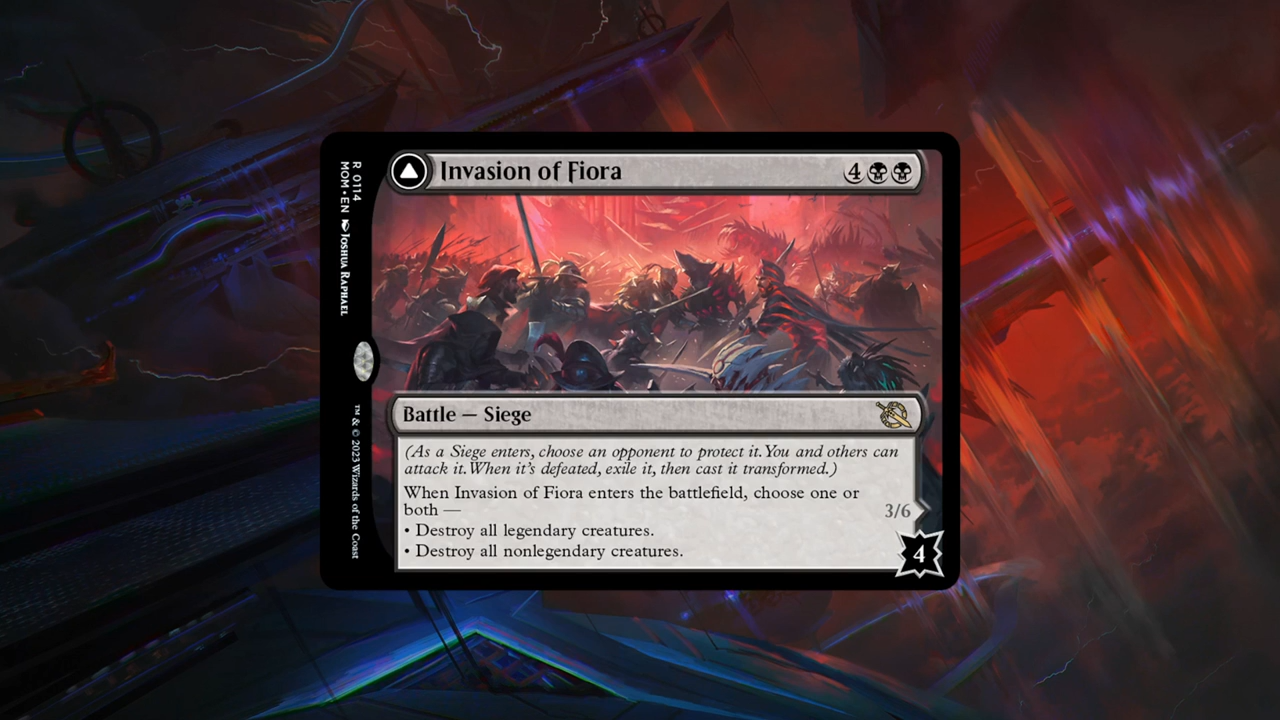 Invasion of Fiora
4
Battle — Siege
(As a Siege enters, choose an opponent to protect it. You and others can
attack it. When it's defeated, exile it, then cast it transformed.)
When Invasion of Fiora enters the battlefield, choose one or
both —
• Destroy all legendary creatures.
• Destroy all nonlegendary creatures.
3/6
4
R 0114
MOM • EN JOSHUA RAPHAEL
™ & © 2023 Wizards of the Coast